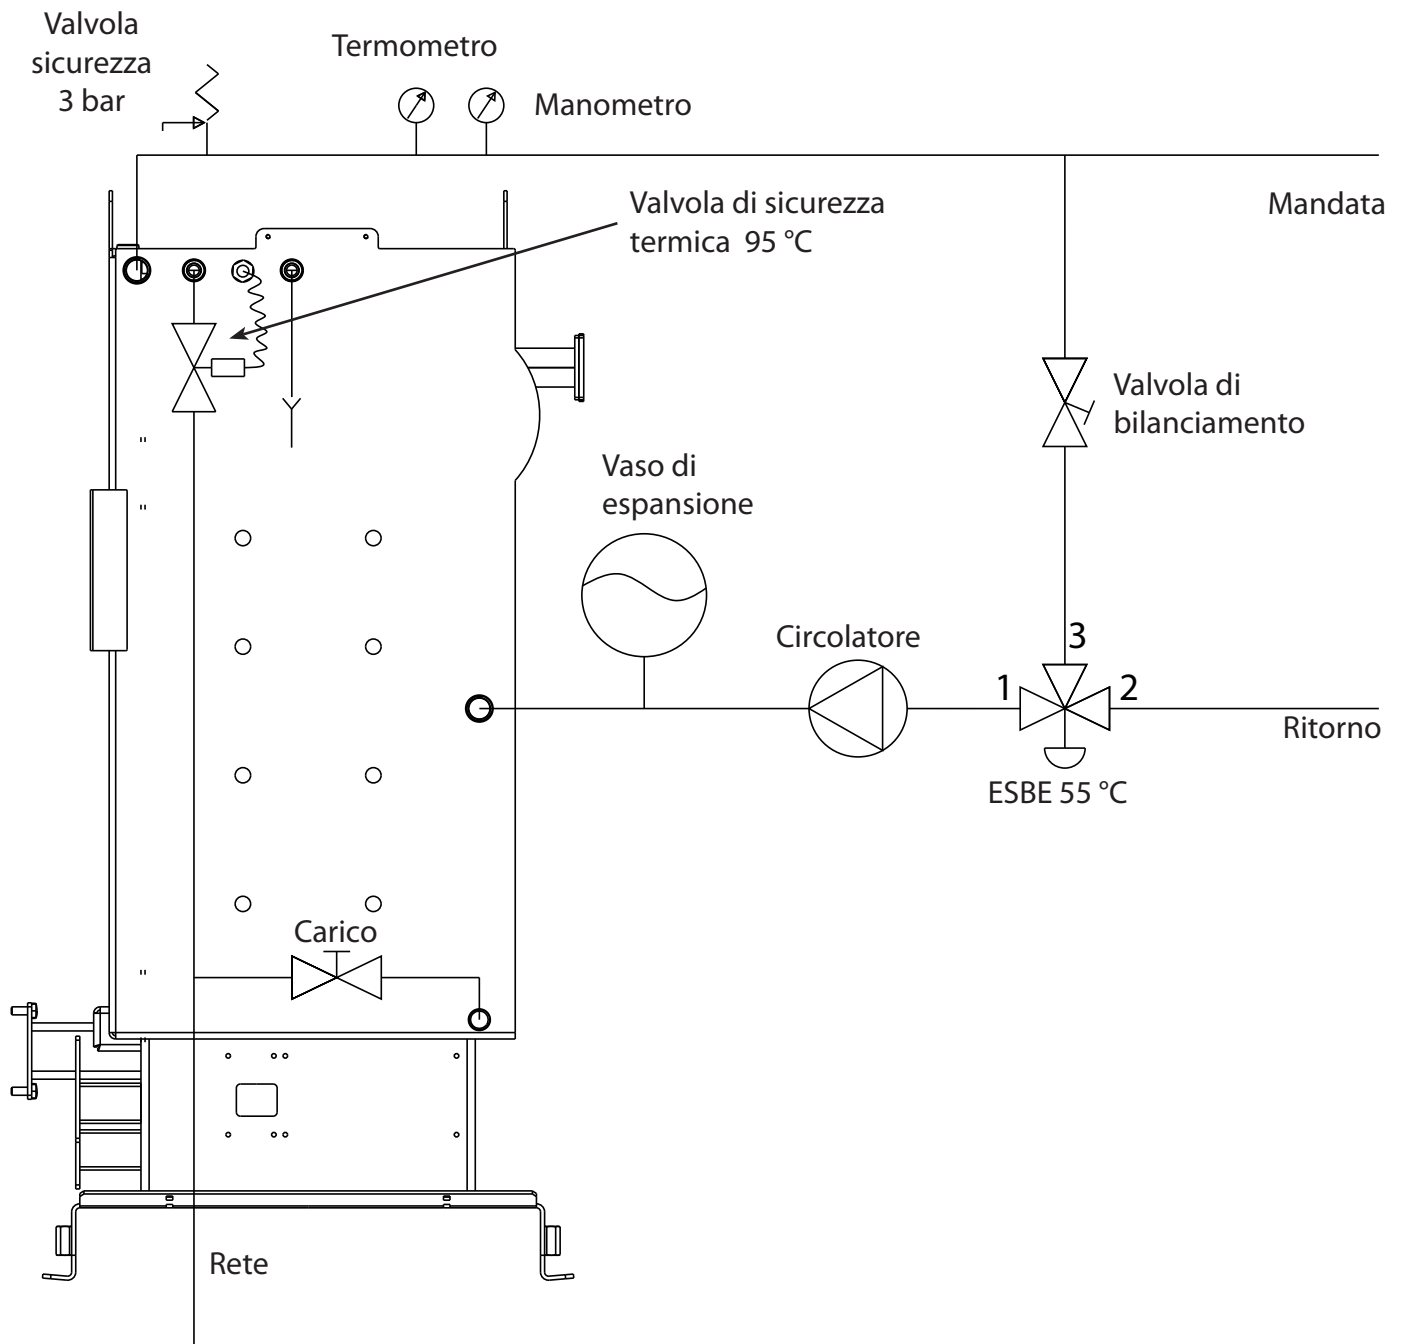 Valvola
sicurezza
3 bar
Termometro
Manometro
Valvola di sicurezza
termica 95 °C
Mandata
Valvola di
bilanciamento
Vaso di
espansione
Circolatore
3
1
2
Ritorno
ESBE 55 °C
Carico
Rete